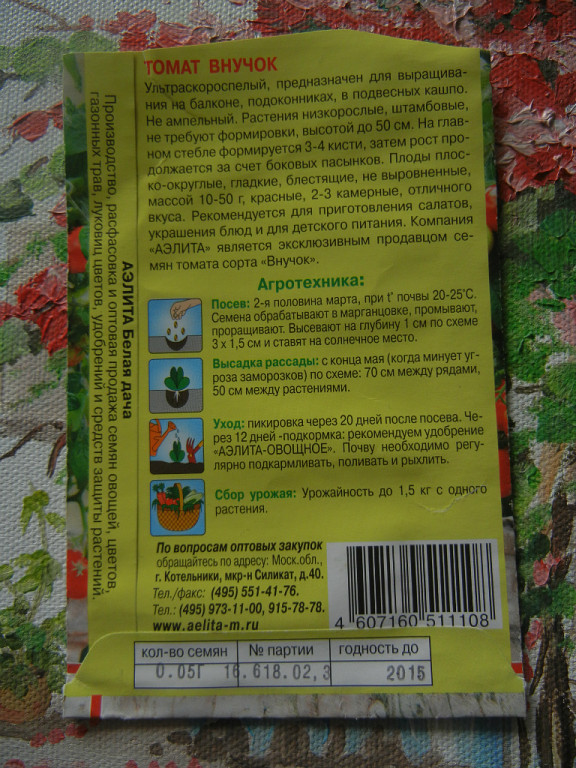 ТОМАТ ВНУЧОК
Ультраскороспелый, предназначен для выращива-
ния на балконе, подоконниках, в подвесных кашпо.
Не ампельный. Растения низкорослые, штамбовые,
не требуют формировки, высотой до 50 см. На глав-
ном стебле формируется 3-4 кисти, затем рост про-
должается за счет боковых пасынков. Плоды плос-
ко-округлые, гладкие, блестящие, не выровненные,
массой 10-50 г, красные, 2-3 камерные, отличного
вкуса. Рекомендуется для приготовления салатов,
украшения блюд и для детского питания. Компания
«АЭЛИТА» является эксклюзивным продавцом се-
мян томата сорта «Внучок».
Агротехника:
Посев: 2-я половина марта, при t° почвы 20-25°С.
Семена обрабатывают в марганцовке, промывают,
проращивают. Высевают на глубину 1 см по схеме
3 х 1,5 см и ставят на солнечное место.
Высадка рассады: с конца мая (когда минует уг-
роза заморозков) по схеме: 70 см между рядами,
50 см между растениями.
Уход: пикировка через 20 дней после посева. Че-
рез 12 дней -подкормка: рекомендуем удобрение
«АЭЛИТА-ОВОЩНОЕ». Почву необходимо регу-
лярно подкармливать, поливать и рыхлить.
Сбор урожая: Урожайность до 1,5 кг с одного
растения.
По вопросам оптовых закупок
обращайтесь по адресу: Моск.обл.,
г. Котельники, мкр-н Силикат, д.40.
Тел./факс: (495) 551-41-76.
Тел.: (495) 973-11-00, 915-78-78.
www.aelita-m.ru
4 607160 511108
кол-во семян № партии годность до
0.05Г 16.618.02,3 2015
АЭЛИТА Белая дача
Производство, расфасовка и оптовая продажа семян овощей, цветов,
газонных трав, луковиц цветов, удобрений и средств защиты растений.